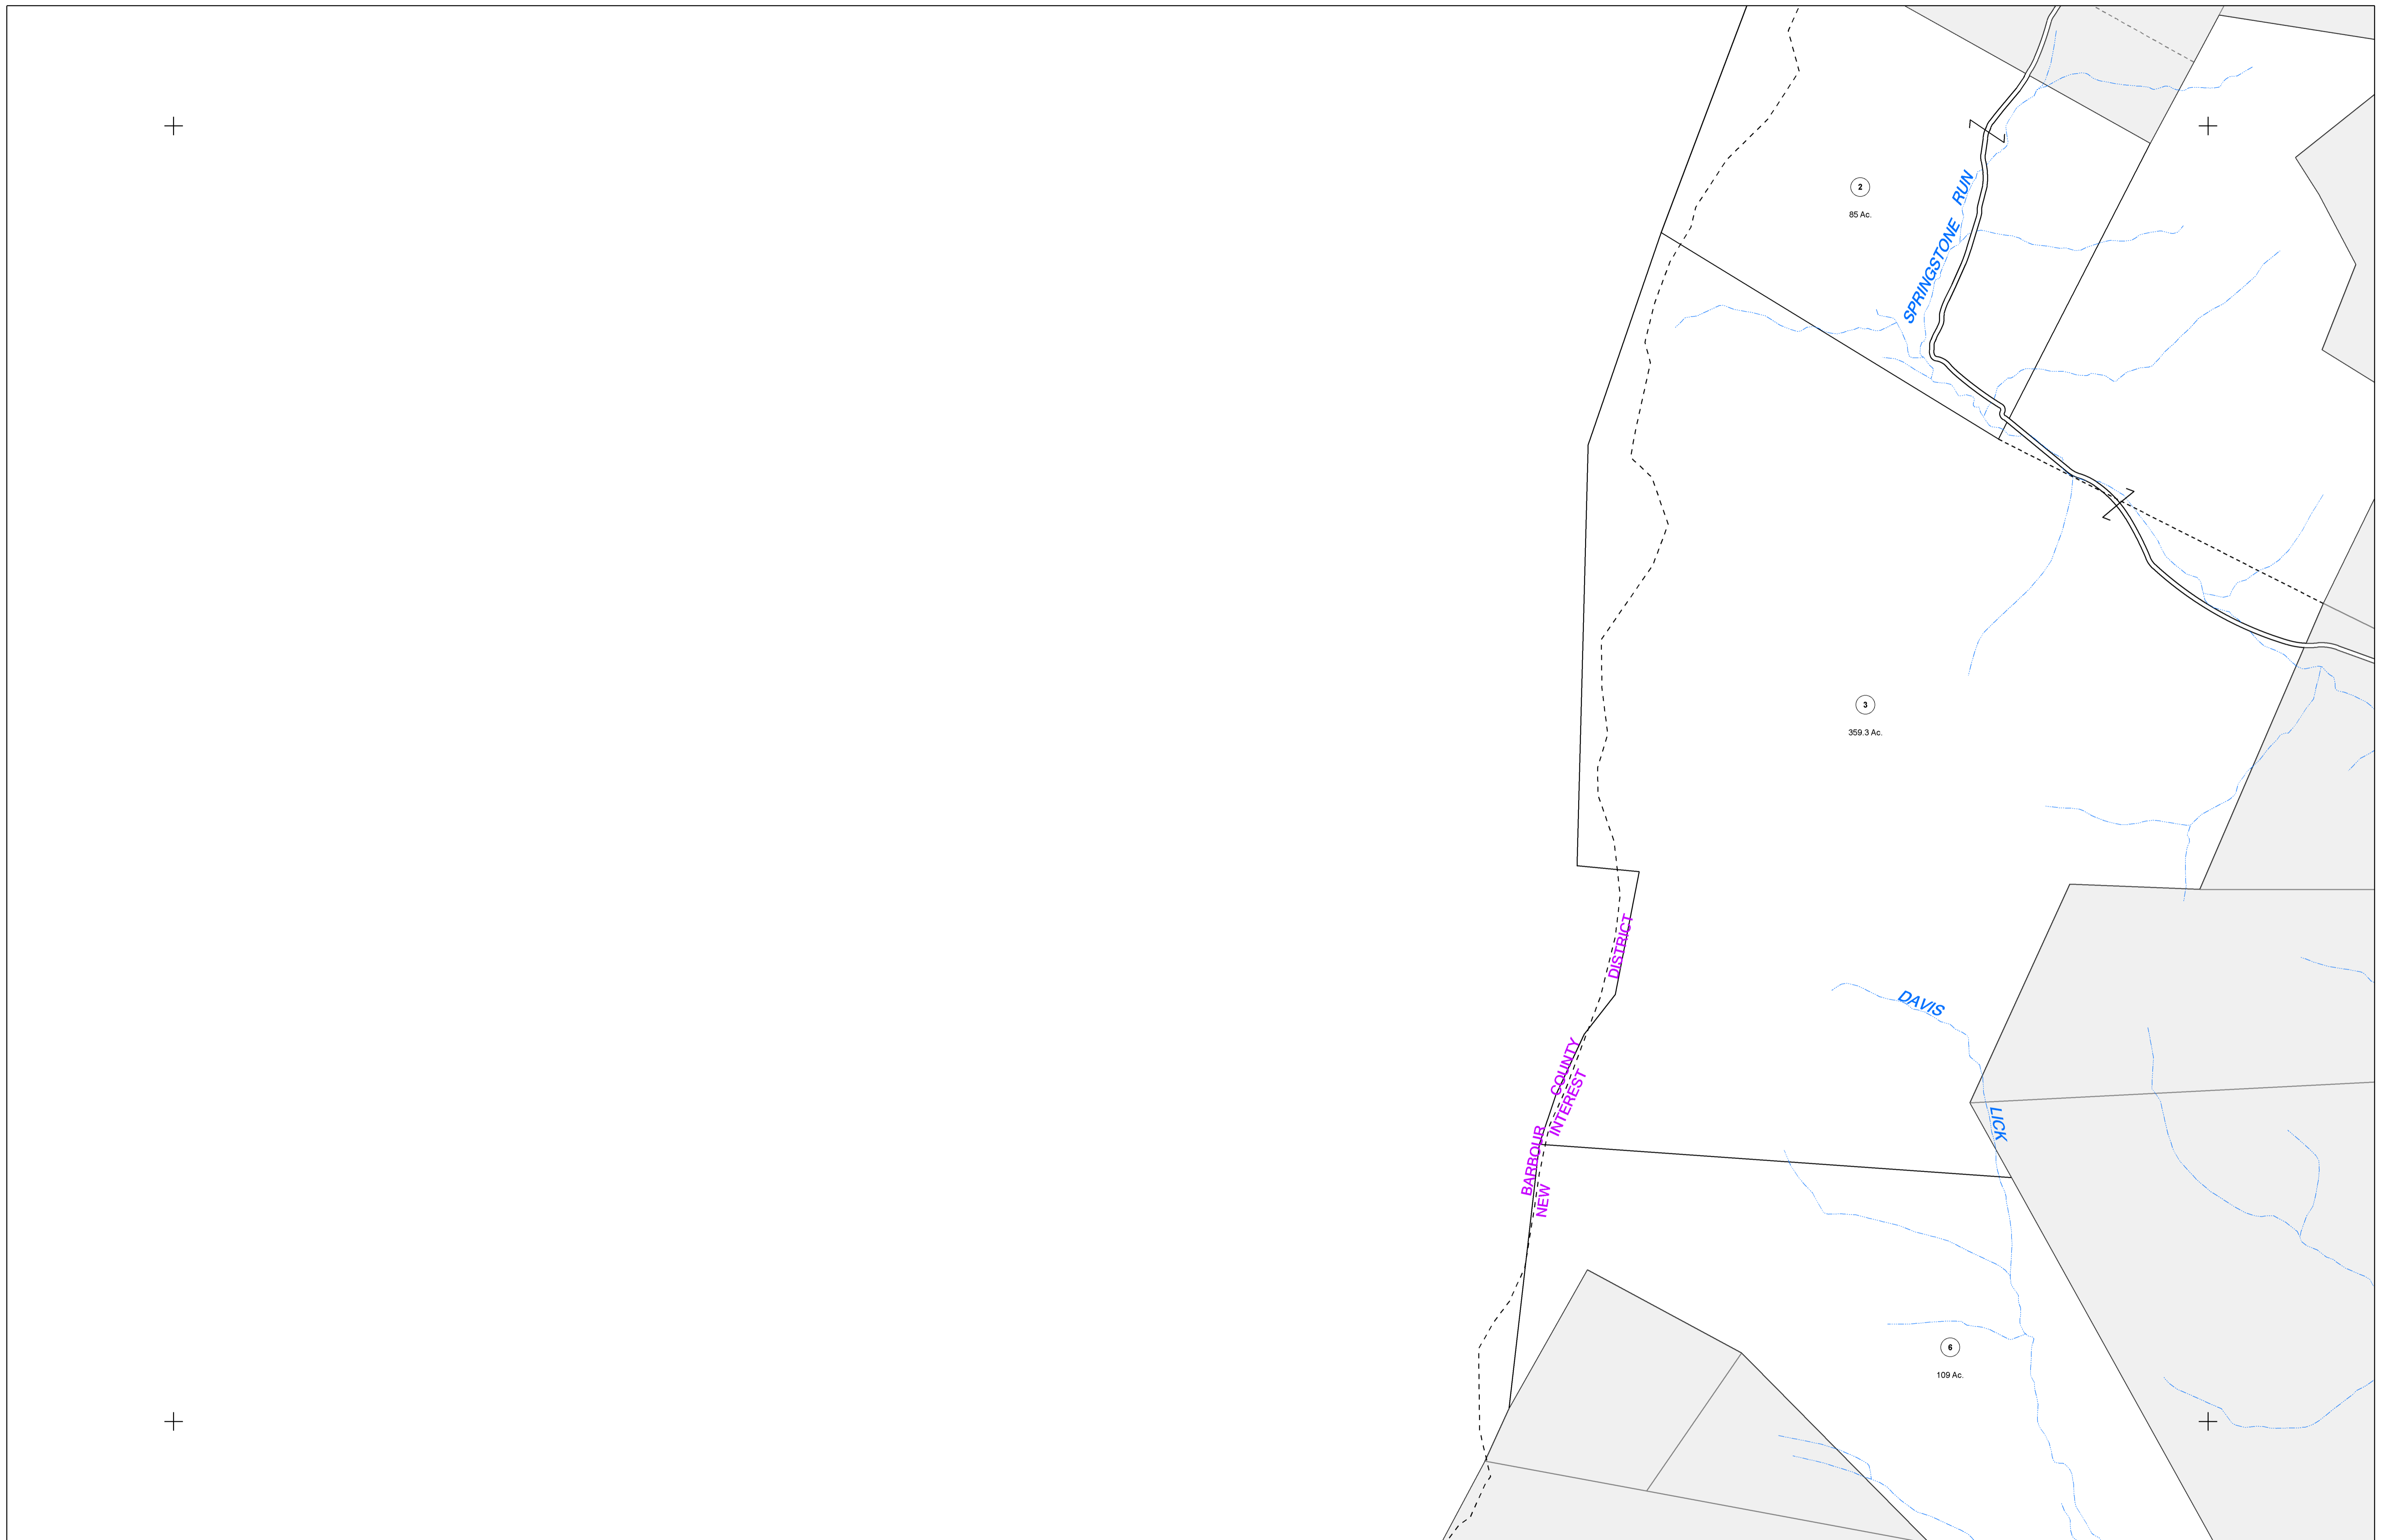 2
85 Ac.
SPRINGSTONE RUN
3
359.3 Ac.
DISTRICT
DAVIS
LICK
COUNTY
INTEREST
BARBOUR
NEW
6
109 Ac.